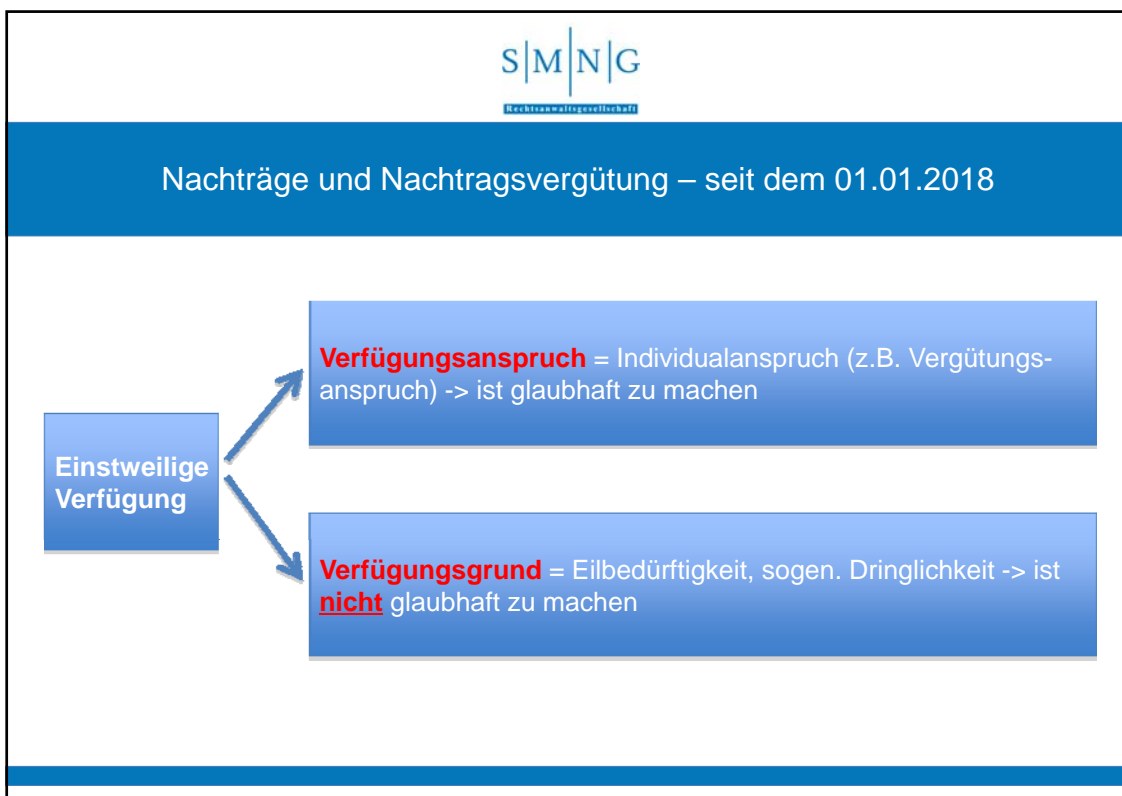 S|M|N|G
Rechtsanwaltsgesellschaft
Nachträge und Nachtragsvergütung – seit dem 01.01.2018
Verfügungsanspruch = Individualanspruch (z.B. Vergütungs-
anspruch) -> ist glaubhaft zu machen
Einstweilige
Verfügung
Verfügungsgrund = Eilbedürftigkeit, sogen. Dringlichkeit -> ist
nicht glaubhaft zu machen